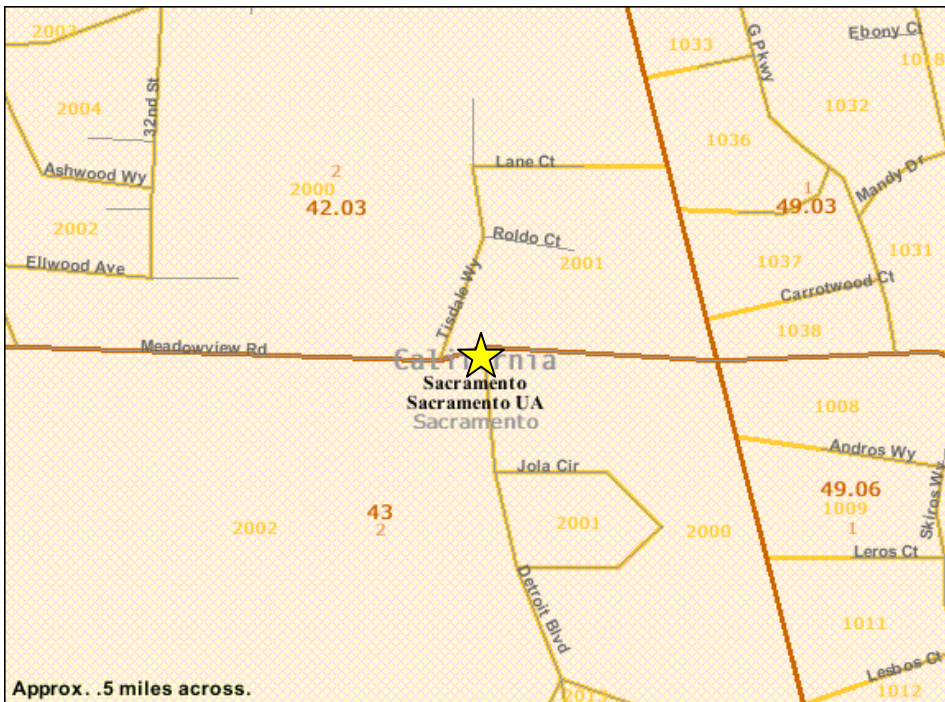 2003
G Pkwy
Ebony Ct
1033
1018
32nd St
2004
1032
1036
Lane Ct
Ashwood Wy
2
2000
42.03
1
49.03
Mandy Dr
2002
Roldo Ct
2001
1031
Ellwood Ave
Tisdale Wy
1037
Carrotwood Ct
1038
Meadowview Rd
California
Sacramento
Sacramento UA
Sacramento
1008
Andros Wy
Jola Cir
49.06
1009
Skiros Wy
43
2
2002
2001
2000
1
Leros Ct
Detroit Blvd
1011
Lesbos Ct
1012
2013
Approx. .5 miles across.